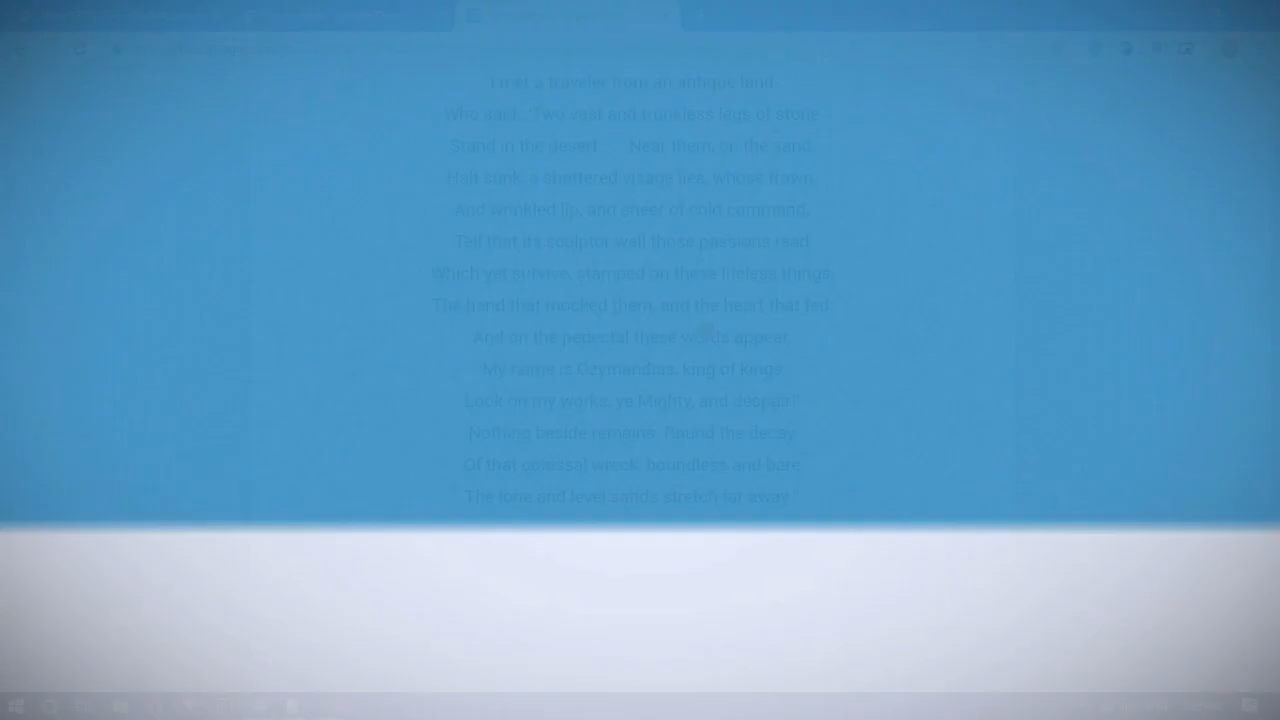 I met a traveler from an antique land
Who said. "Two vast and trunkless legs of stone
Stand in the desert Near them, on the sand,
Half sunk, a shattered visage lies, whose frown,
And wrinkled lip, and sneer of cold command,
Tell that its sculptor well those passions read
Which yet survive, stamped on these lifeless things,
The hand that mocked them, and the heart that fed:
And on the pedestal these words appear:
My name is Ozymandias, king of kings
Look on my works, ye Mighty, and despair!"
Nothing beside remains. Round the decay
Of that colossal wreck, boundless and bare
The lone and level sands stretch far away."